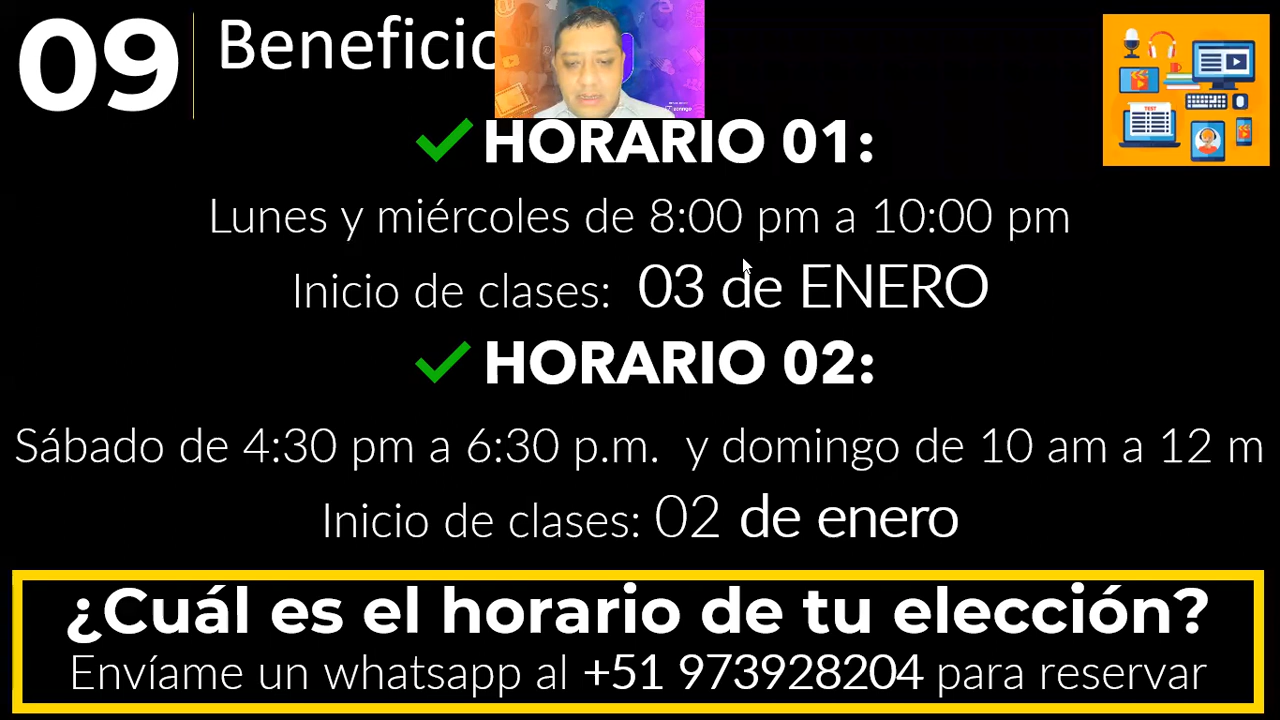 09
Beneficio
HORARIO 01:
Lunes y miércoles de 8:00 pm a 10:00 pm
Inicio de clases: 03 de ENERO
HORARIO 02:
Sábado de 4:30 pm a 6:30 p.m. y domingo de 10 am a 12 m
Inicio de clases: 02 de enero
¿Cuál es el horario de tu elección?
Envíame un whatsapp al +51 973928204 para reservar
TEST